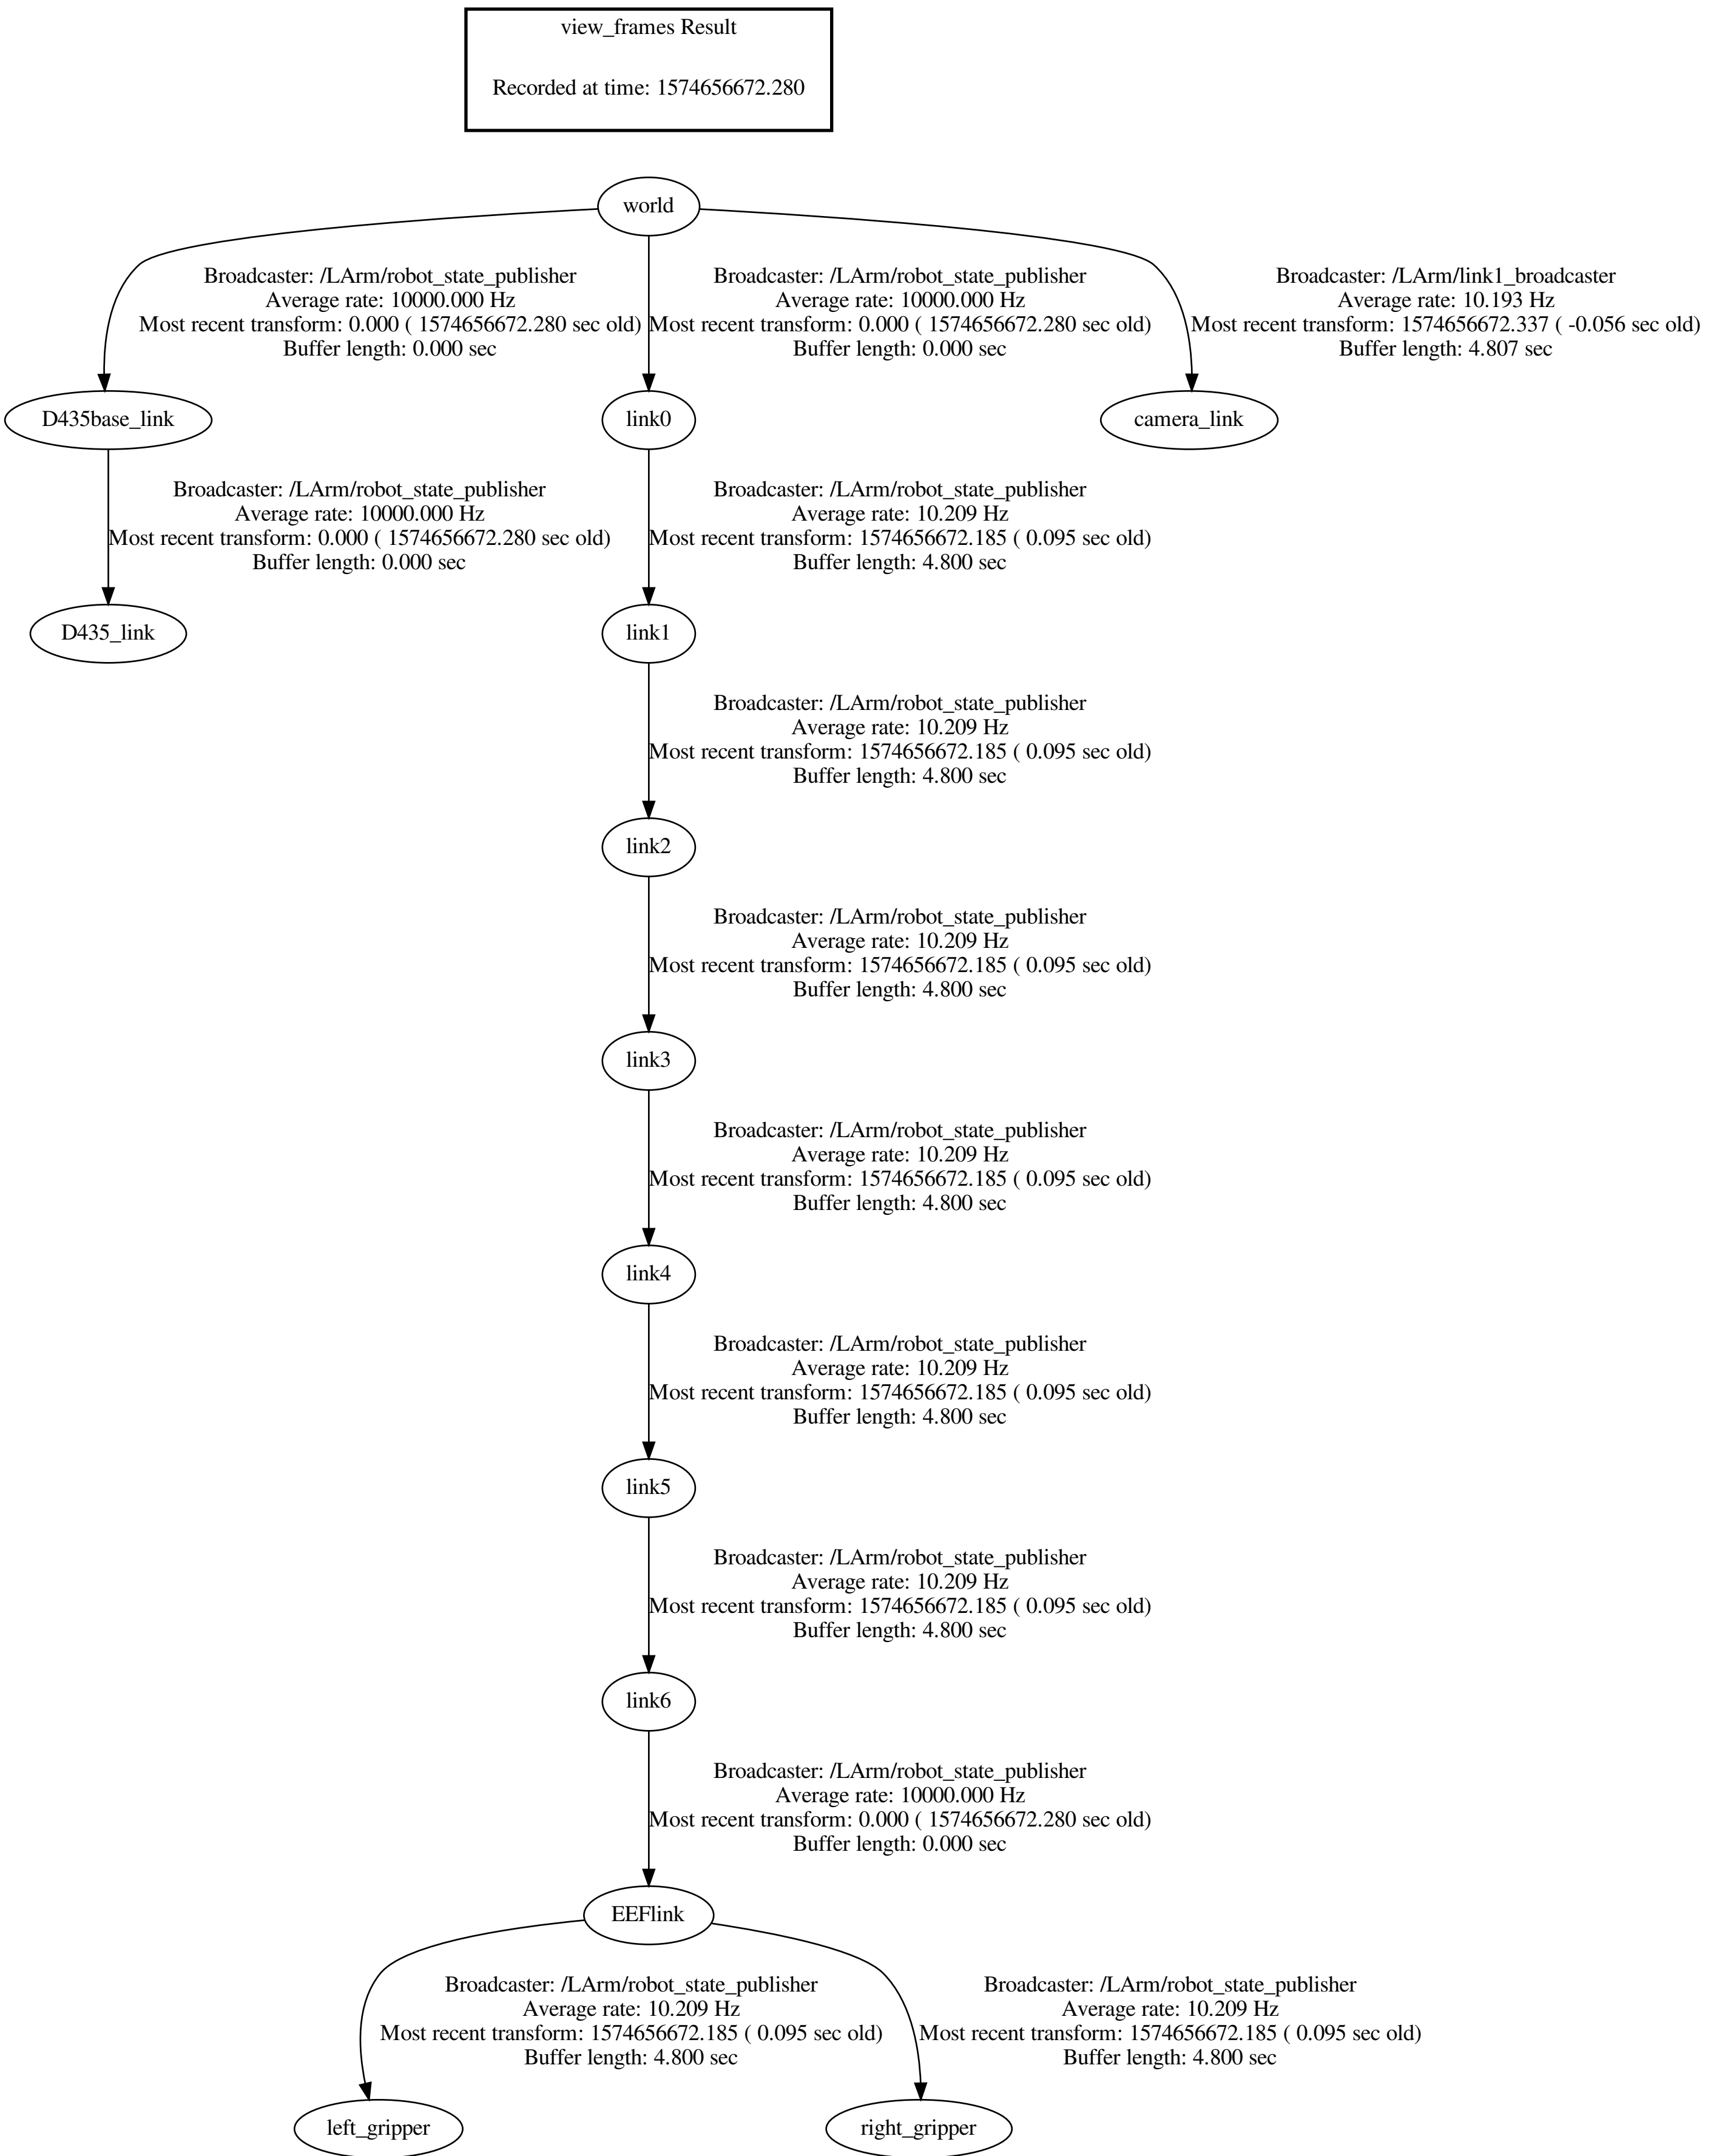 view_frames Result
Recorded at time: 1574656672.280
world
Broadcaster: /LArm/robot_state_publisher
Average rate: 10000.000 Hz
Most recent transform: 0.000 ( 1574656672.280 sec old)
Buffer length: 0.000 sec
Broadcaster: /LArm/robot_state_publisher
Average rate: 10000.000 Hz
Most recent transform: 0.000 ( 1574656672.280 sec old)
Buffer length: 0.000 sec
Broadcaster: /LArm/link1_broadcaster
Average rate: 10.193 Hz
Most recent transform: 1574656672.337 ( -0.056 sec old)
Buffer length: 4.807 sec
D435base_link
link0
camera_link
Broadcaster: /LArm/robot_state_publisher
Average rate: 10000.000 Hz
Most recent transform: 0.000 ( 1574656672.280 sec old)
Buffer length: 0.000 sec
Broadcaster: /LArm/robot_state_publisher
Average rate: 10.209 Hz
Most recent transform: 1574656672.185 ( 0.095 sec old)
Buffer length: 4.800 sec
D435_link
link1
Broadcaster: /LArm/robot_state_publisher
Average rate: 10.209 Hz
Most recent transform: 1574656672.185 ( 0.095 sec old)
Buffer length: 4.800 sec
link2
Broadcaster: /LArm/robot_state_publisher
Average rate: 10.209 Hz
Most recent transform: 1574656672.185 ( 0.095 sec old)
Buffer length: 4.800 sec
link3
Broadcaster: /LArm/robot_state_publisher
Average rate: 10.209 Hz
Most recent transform: 1574656672.185 ( 0.095 sec old)
Buffer length: 4.800 sec
link4
Broadcaster: /LArm/robot_state_publisher
Average rate: 10.209 Hz
Most recent transform: 1574656672.185 ( 0.095 sec old)
Buffer length: 4.800 sec
link5
Broadcaster: /LArm/robot_state_publisher
Average rate: 10.209 Hz
Most recent transform: 1574656672.185 ( 0.095 sec old)
Buffer length: 4.800 sec
link6
Broadcaster: /LArm/robot_state_publisher
Average rate: 10000.000 Hz
Most recent transform: 0.000 ( 1574656672.280 sec old)
Buffer length: 0.000 sec
EEFlink
Broadcaster: /LArm/robot_state_publisher
Average rate: 10.209 Hz
Most recent transform: 1574656672.185 ( 0.095 sec old)
Buffer length: 4.800 sec
Broadcaster: /LArm/robot_state_publisher
Average rate: 10.209 Hz
Most recent transform: 1574656672.185 ( 0.095 sec old)
Buffer length: 4.800 sec
left_gripper
right_gripper